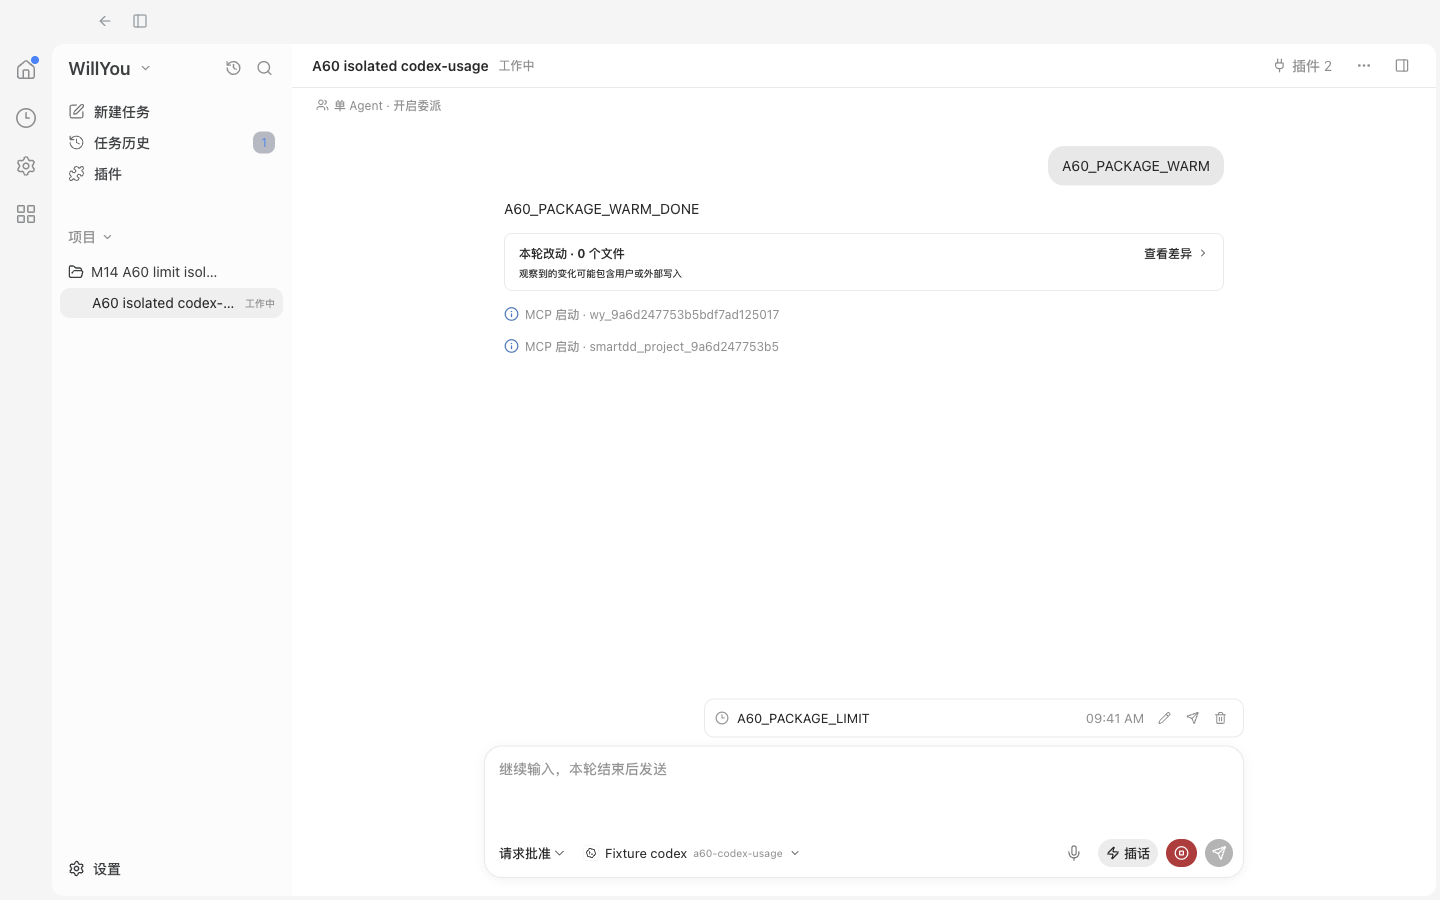 WillYou
新建任务
任务历史 1
插件
项目
M14 A60 limit isol...
A60 isolated codex-... 工作中
设置
A60 isolated codex-usage 工作中
插件 2
单 Agent · 开启委派
A60_PACKAGE_WARM
A60_PACKAGE_WARM_DONE
本轮改动 · 0 个文件 查看差异
观察到的变化可能包含用户或外部写入
MCP 启动 · wy_9a6d247753b5bdf7ad125017
MCP 启动 · smartdd_project_9a6d247753b5
A60_PACKAGE_LIMIT 09:41 AM
继续输入，本轮结束后发送
请求批准 Fixture codex a60-codex-usage 插话